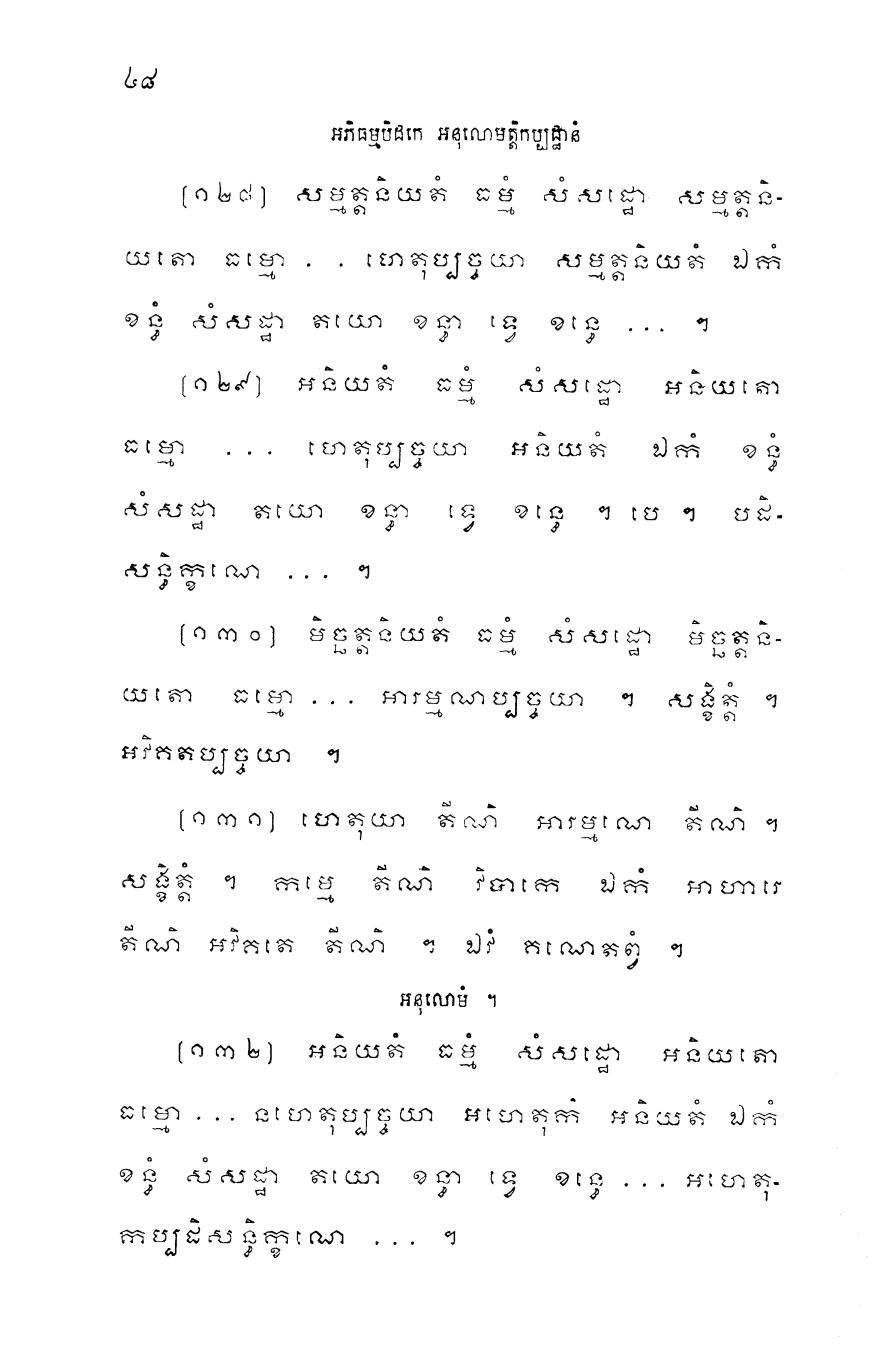 ៤៨
អភិធម្មបិដកេ អនុលោមត្តិកប្បដ្ឋានំ
[១២៨] សម្មត្តនិយតំ ធម្មំ សំសដ្ឋោ សម្មត្តនិ-
យតោ ធម្មោ . . ហេតុប្បច្ចយា សម្មត្តនិយតំ ឯកំ
ខន្ធំ សំសដ្ឋា តយោ ខន្ធា ទ្វេ ខន្ធេ ... ។
[១២៩] អនិយតំ ធម្មំ សំសដ្ឋោ អនិយតោ
ធម្មោ ... ហេតុប្បច្ចយា អនិយតំ ឯកំ ខន្ធំ
សំសដ្ឋា តយោ ខន្ធា ទ្វេ ខន្ធេ ។ បេ ។ បដិ-
សន្ធិក្ខណេ ... ។
[១៣០] មិច្ឆត្តនិយតំ ធម្មំ សំសដ្ឋោ មិច្ឆត្តនិ-
យតោ ធម្មោ ... អារម្មណប្បច្ចយា ។ សង្ខិត្តំ ។
អវិគតប្បច្ចយា ។
[១៣១] ហេតុយា តីណិ អារម្មណេ តីណិ ។
សង្ខិត្តំ ។ កម្មេ តីណិ វិបាកេ ឯកំ អាហារេ
តីណិ អវិគតេ តីណិ ។ ឯវំ គណេតព្វំ ។
អនុលោមំ ។
[១៣២] អនិយតំ ធម្មំ សំសដ្ឋោ អនិយតោ
ធម្មោ ... នហេតុប្បច្ចយា អហេតុកំ អនិយតំ ឯកំ
ខន្ធំ សំសដ្ឋា តយោ ខន្ធា ទ្វេ ខន្ធេ ... អហេតុ-
កប្បដិសន្ធិក្ខណេ ... ។